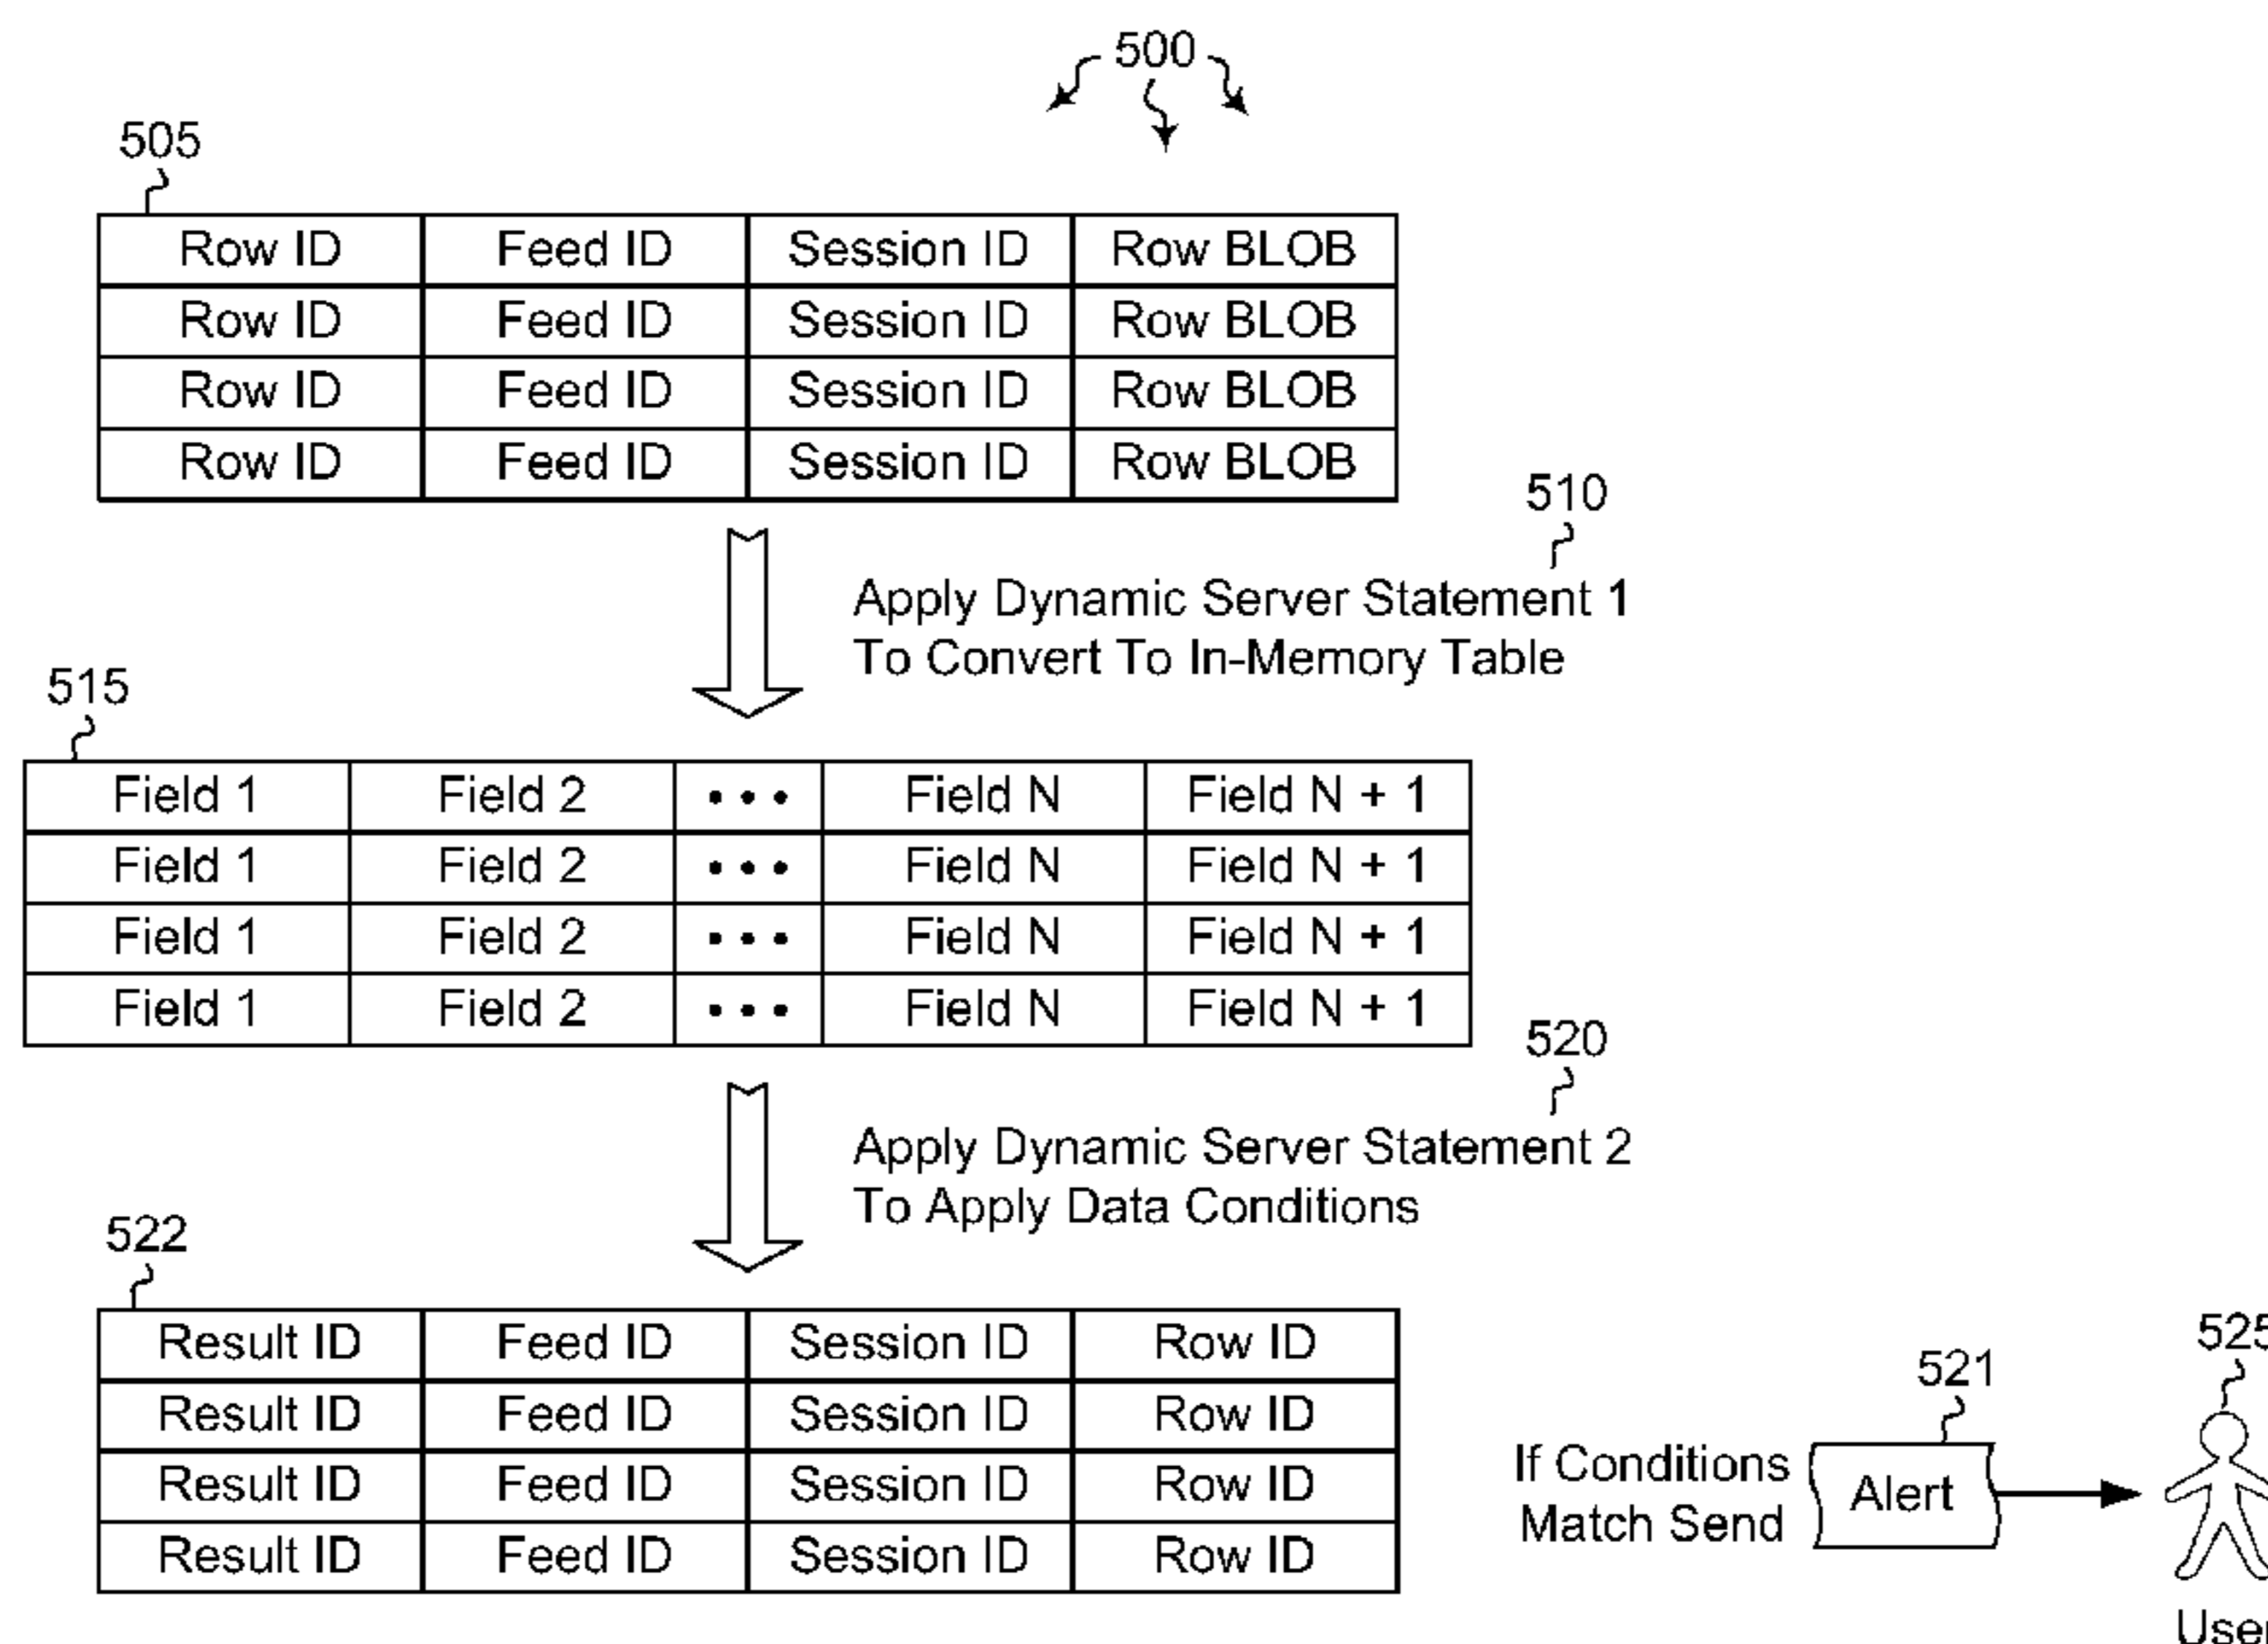 500
505
Row ID Feed ID Session ID Row BLOB
Row ID Feed ID Session ID Row BLOB
Row ID Feed ID Session ID Row BLOB
Row ID Feed ID Session ID Row BLOB
510
Apply Dynamic Server Statement 1
To Convert To In-Memory Table
515
Field 1 Field 2 • • • Field N Field N + 1
Field 1 Field 2 • • • Field N Field N + 1
Field 1 Field 2 • • • Field N Field N + 1
Field 1 Field 2 • • • Field N Field N + 1
520
Apply Dynamic Server Statement 2
To Apply Data Conditions
522
Result ID Feed ID Session ID Row ID
Result ID Feed ID Session ID Row ID
Result ID Feed ID Session ID Row ID
Result ID Feed ID Session ID Row ID
If Conditions
Match Send
521
Alert
525
User